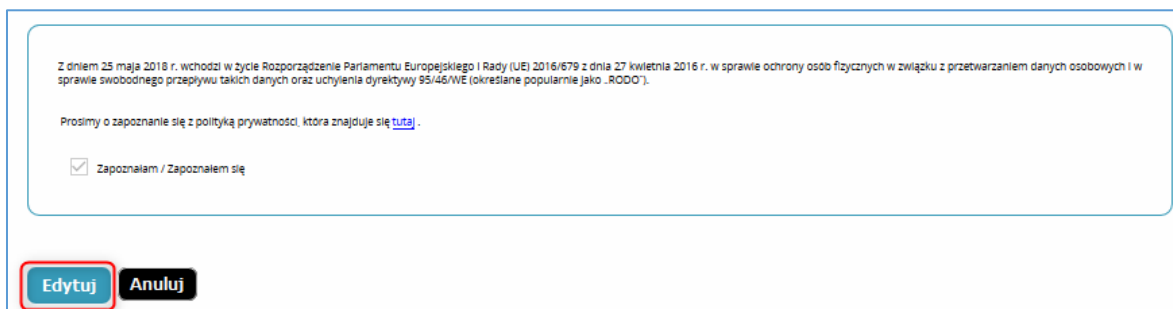 Z dniem 25 maja 2018 r. wchodzi w życie Rozporządzenie Parlamentu Europejskiego i Rady (UE) 2016/679 z dnia 27 kwietnia 2016 r. w sprawie ochrony osób fizycznych w związku z przetwarzaniem danych osobowych i w
sprawie swobodnego przepływu takich danych oraz uchylenia dyrektywy 95/46/WE (określane popularnie jako „RODO”).
Prosimy o zapoznanie się z polityką prywatności, która znajduje się tutaj .
Zapoznałam / Zapoznałem się
Edytuj Anuluj